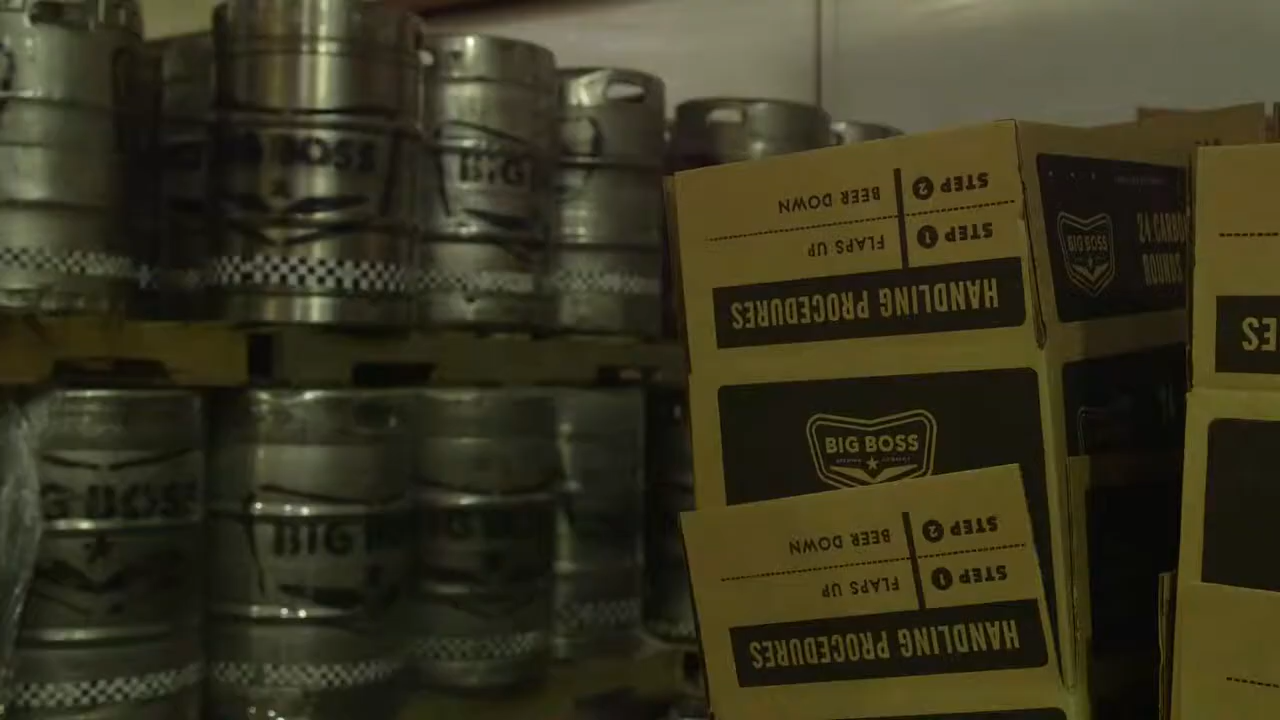 BIG BOSS
BIG
BIG BOSS
BIG
HANDLING PROCEDURES
STEP 1 FLAPS UP
STEP 2 BEER DOWN
BIG BOSS
24 CARBO
ROUNDS
BIG BOSS
HANDLING PROCEDURES
STEP 1 FLAPS UP
STEP 2 BEER DOWN
ES